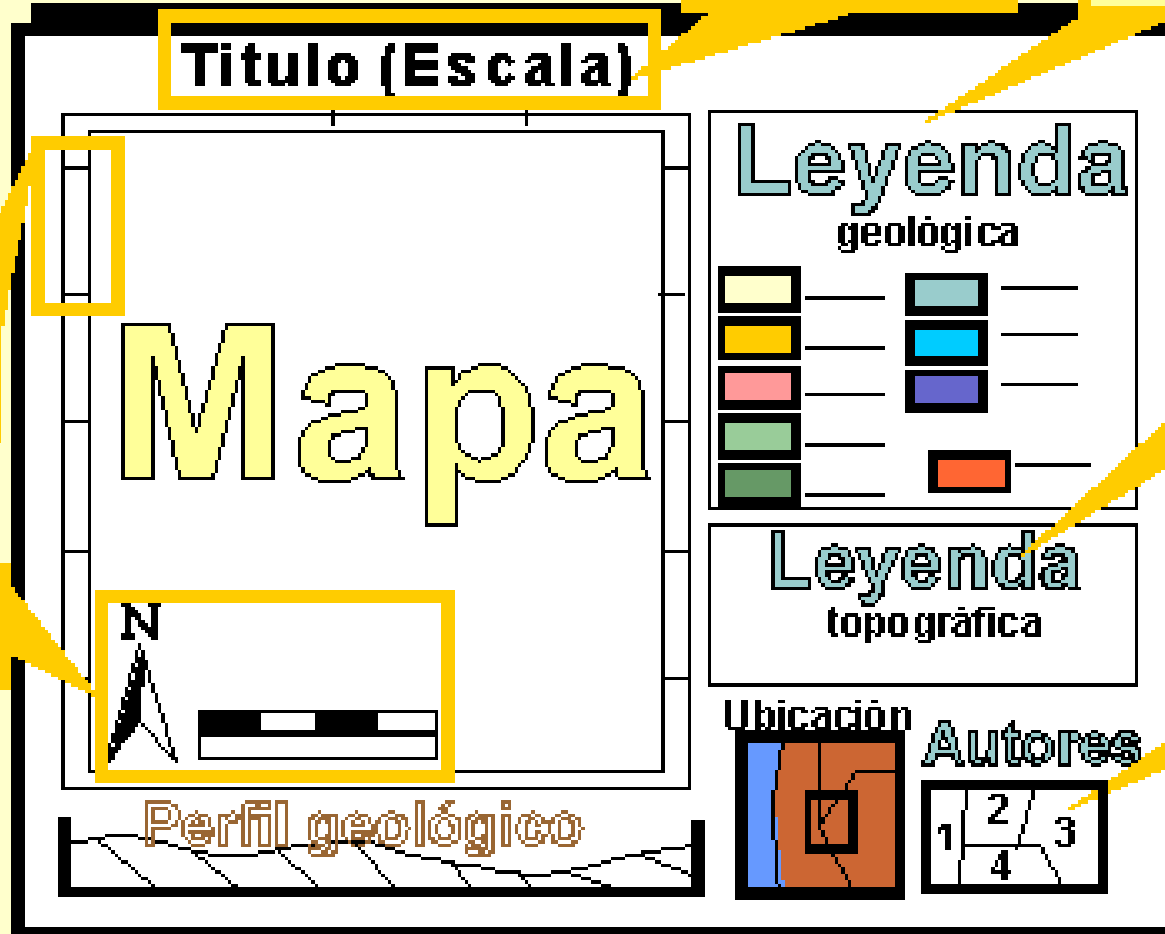 Titulo (Escala)
Leyenda
geológica
Mapa
Leyenda
topográfica
N
Ubicación
Autores
1 2 3 4
Perfil geológico